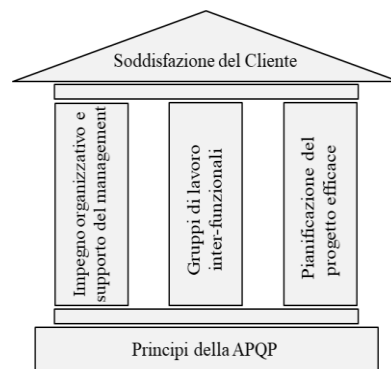 Soddisfazione del Cliente
Impegno organizzativo e
supporto del management
Gruppi di lavoro
inter-funzionali
Pianificazione del
progetto efficace
Principi della APQP